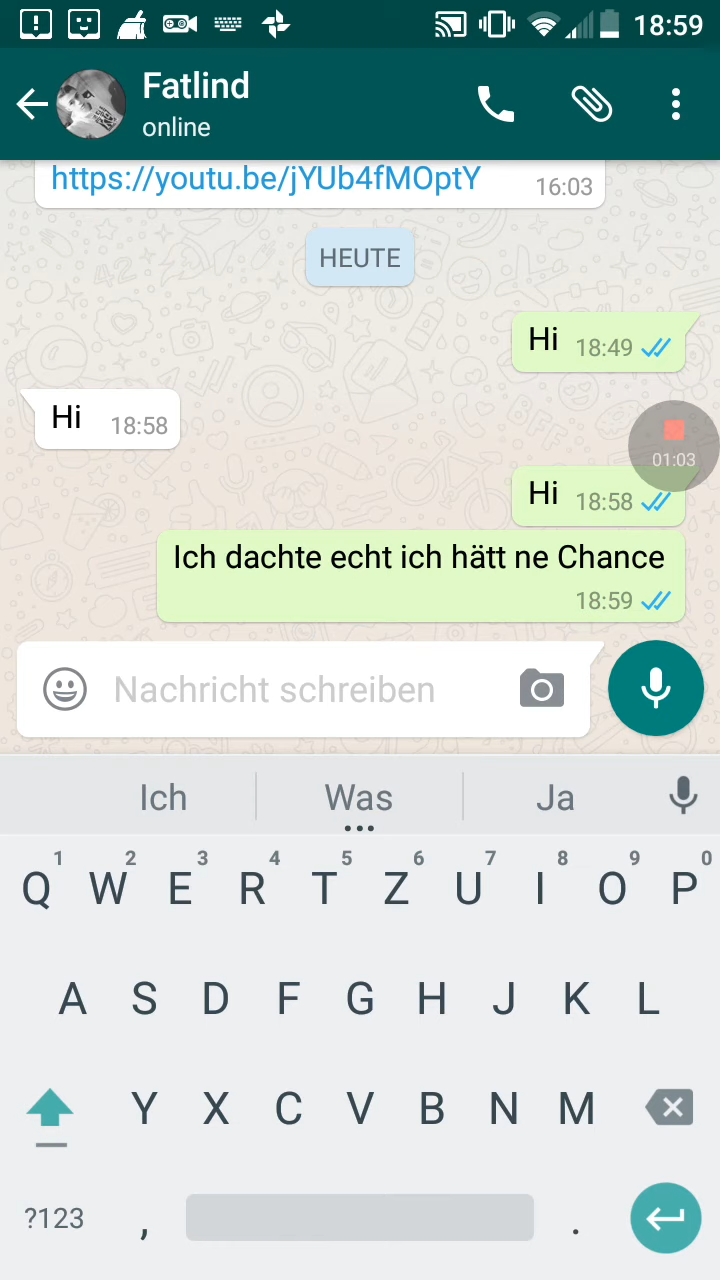 18:59
Fatlind
online
https://youtu.be/jYUb4fMOptY 16:03
HEUTE
Hi 18:49
Hi 18:58
01:03
Hi 18:58
Ich dachte echt ich hätt ne Chance
18:59
Nachricht schreiben
Ich Was Ja
1 2 3 4 5 6 7 8 9 0
Q W E R T Z U I O P
A S D F G H J K L
Y X C V B N M
?123 , .